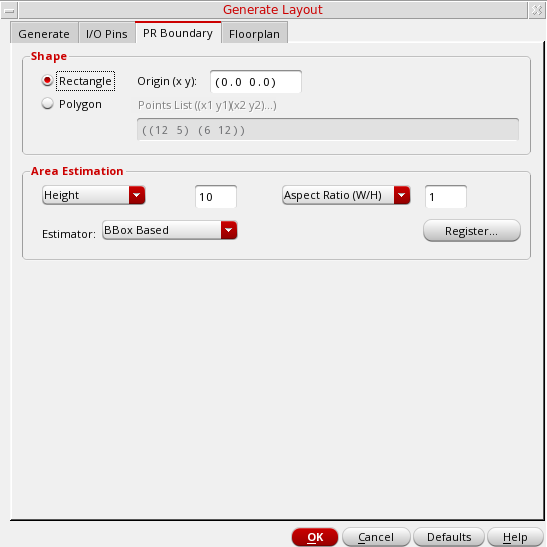 Generate Layout
Generate I/O Pins PR Boundary Floorplan
Shape
Rectangle Origin (x y): (0.0 0.0)
Polygon Points List ((x1 y1)(x2 y2)...)
((12 5) (6 12))
Area Estimation
Height 10 Aspect Ratio (W/H) 1
Estimator: BBox Based Register...
OK Cancel Defaults Help